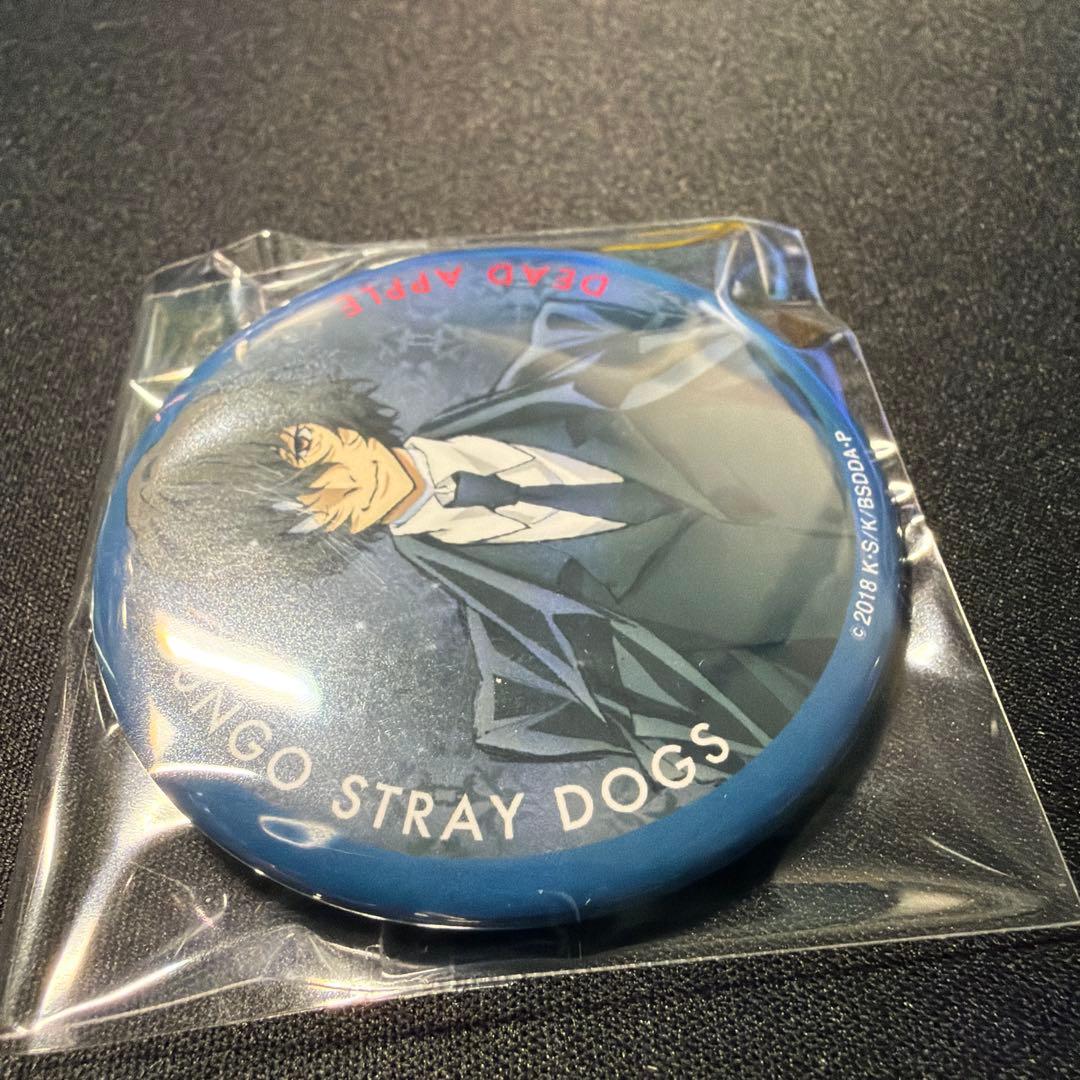 DEAD APPLE
UNGO STRAY DOGS
© 2018 K・S/K/BSDDA・P